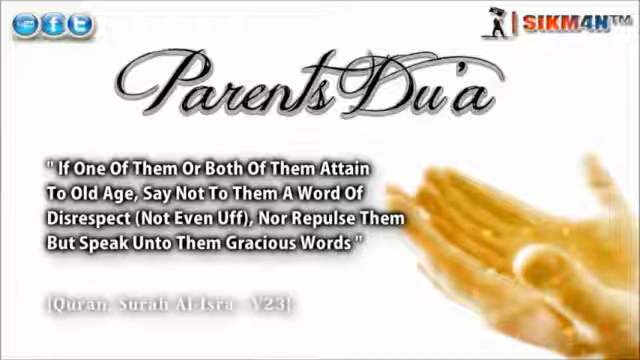 SIKM4N™
Parents Du'a
" If One Of Them Or Both Of Them Attain
To Old Age, Say Not To Them A Word Of
Disrespect (Not Even Uff), Nor Repulse Them
But Speak Unto Them Gracious Words "
[Quran, Surah Al-Isra - V23]